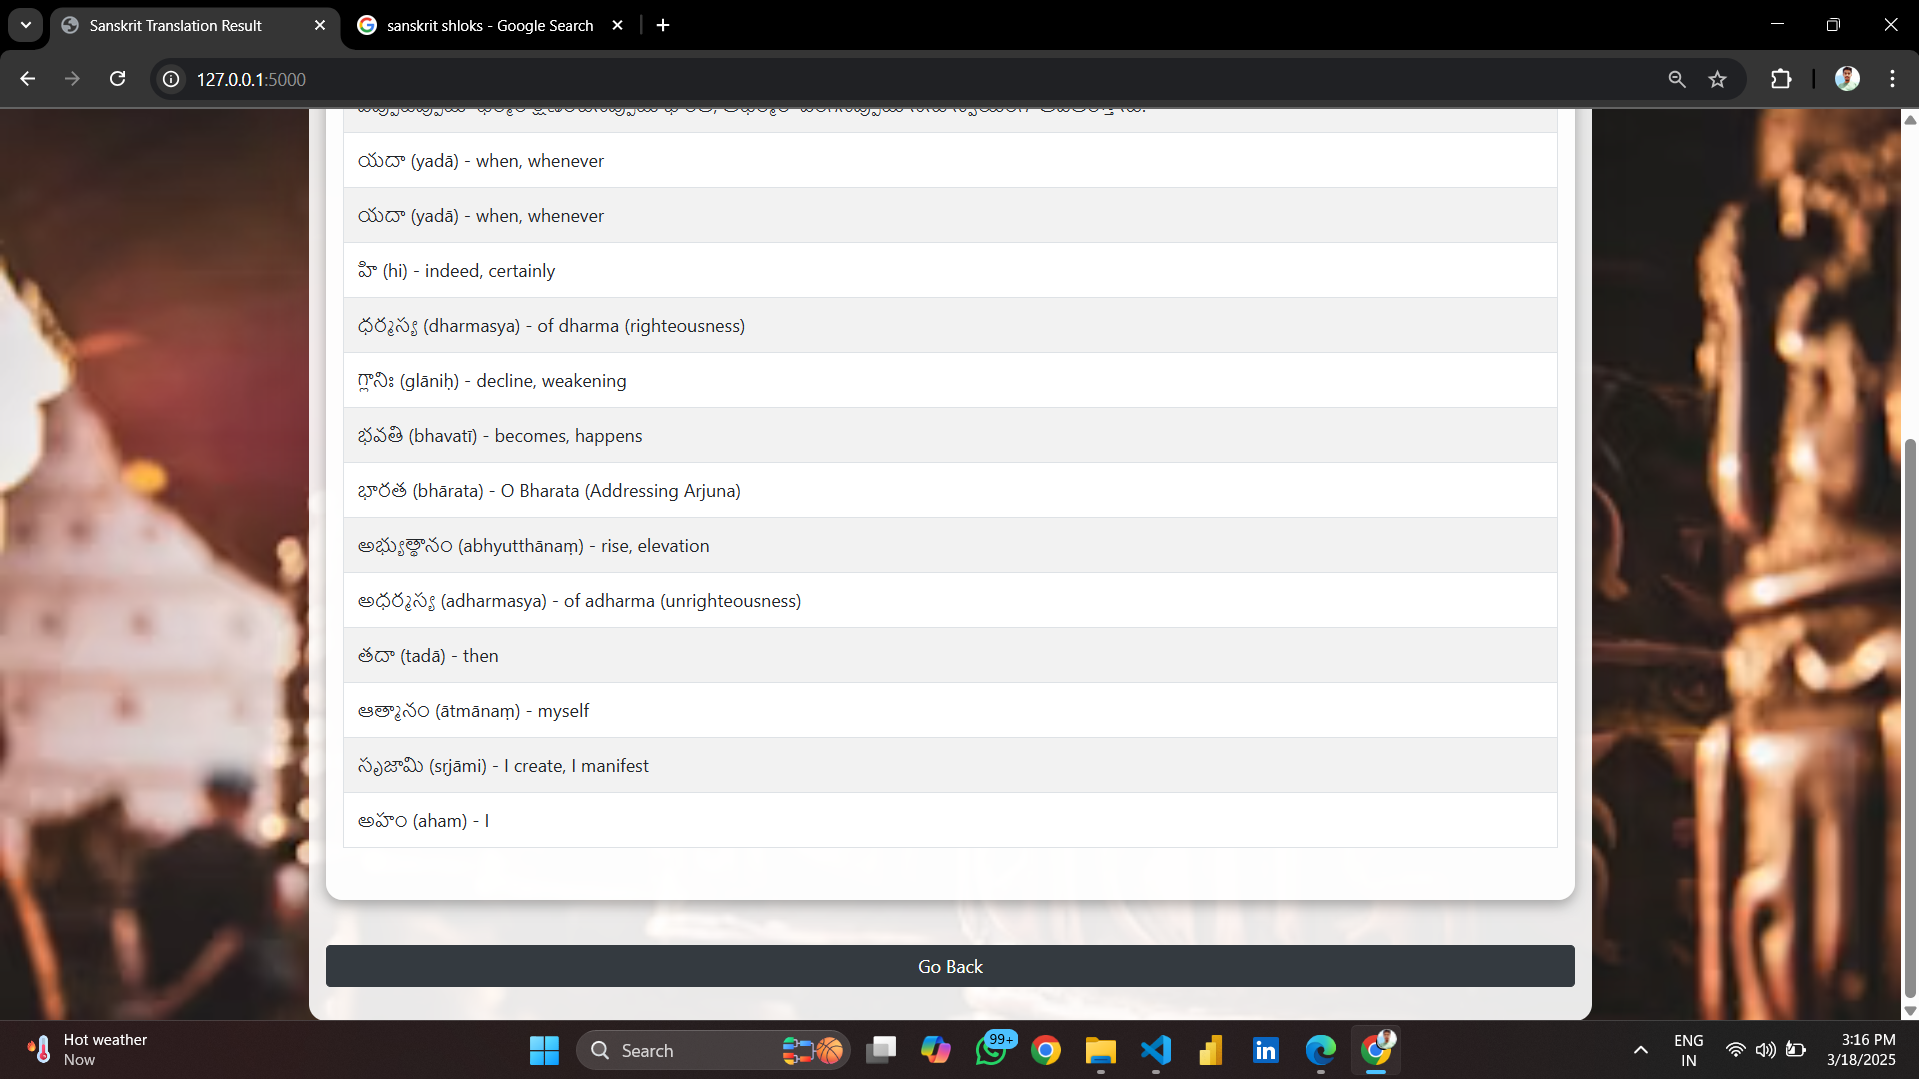 Sanskrit Translation Result
sanskrit shloks - Google Search
127.0.0.1:5000
యదా (yadā) - when, whenever
యదా (yadā) - when, whenever
హి (hi) - indeed, certainly
ధర్మస్య (dharmasya) - of dharma (righteousness)
గ్లానిః (glāniḥ) - decline, weakening
భవతి (bhavatī) - becomes, happens
భారత (bhārata) - O Bharata (Addressing Arjuna)
అభ్యుత్థానం (abhyutthānaṃ) - rise, elevation
అధర్మస్య (adharmasya) - of adharma (unrighteousness)
తదా (tadā) - then
ఆత్మానం (ātmānaṃ) - myself
సృజామి (sṛjāmi) - I create, I manifest
అహం (aham) - I
Go Back
Hot weather
Now
Search
99+
ENG
IN
3:16 PM
3/18/2025